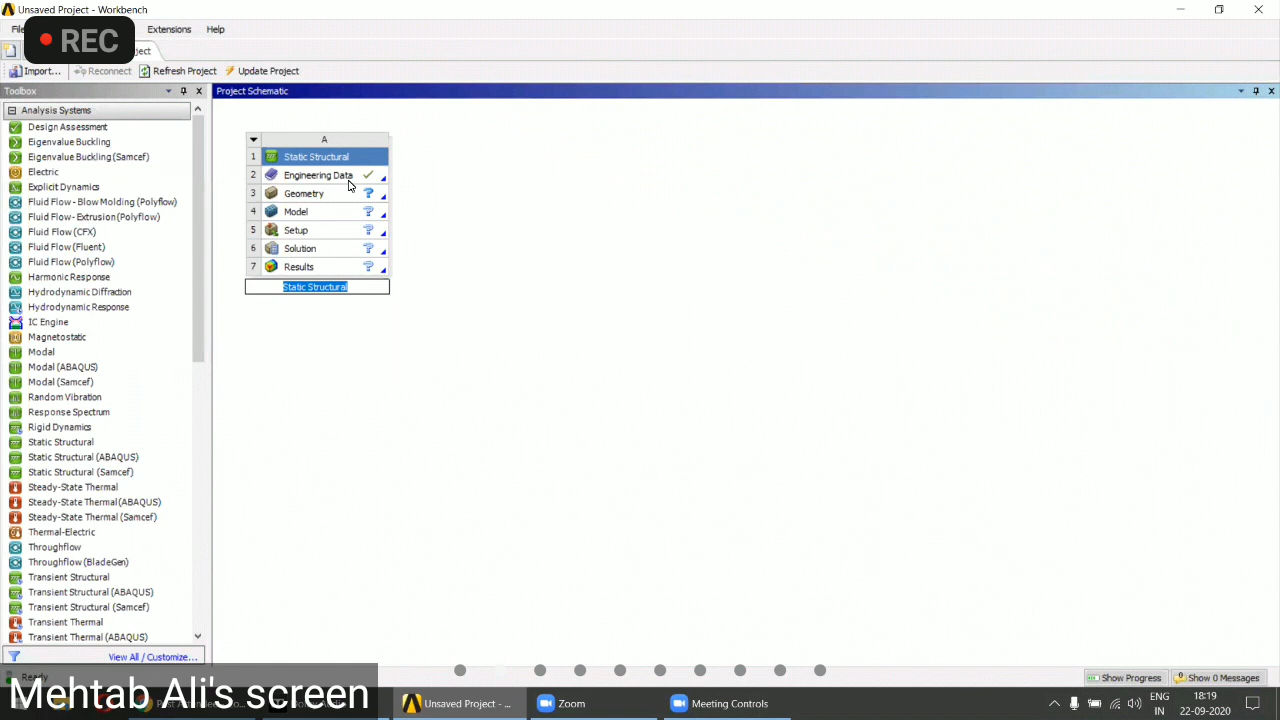 Unsaved Project - Workbench
Extensions Help
REC
Import... Reconnect Refresh Project Update Project
Toolbox
Project Schematic
Analysis Systems
Design Assessment
Eigenvalue Buckling
Eigenvalue Buckling (Samcef)
Electric
Explicit Dynamics
Fluid Flow - Blow Molding (Polyflow)
Fluid Flow - Extrusion (Polyflow)
Fluid Flow (CFX)
Fluid Flow (Fluent)
Fluid Flow (Polyflow)
Harmonic Response
Hydrodynamic Diffraction
Hydrodynamic Response
IC Engine
Magnetostatic
Modal
Modal (ABAQUS)
Modal (Samcef)
Random Vibration
Response Spectrum
Rigid Dynamics
Static Structural
Static Structural (ABAQUS)
Static Structural (Samcef)
Steady-State Thermal
Steady-State Thermal (ABAQUS)
Steady-State Thermal (Samcef)
Thermal-Electric
Throughflow
Throughflow (BladeGen)
Transient Structural
Transient Structural (ABAQUS)
Transient Structural (Samcef)
Transient Thermal
Transient Thermal (ABAQUS)
View All / Customize...
A
1 Static Structural
2 Engineering Data
3 Geometry ?
4 Model ?
5 Setup ?
6 Solution ?
7 Results ?
Static Structural
Ready
Show Progress Show 0 Messages
Mehtab Ali's screen
Unsaved Project - ...
Zoom
Meeting Controls
ENG
IN
18:19
22-09-2020